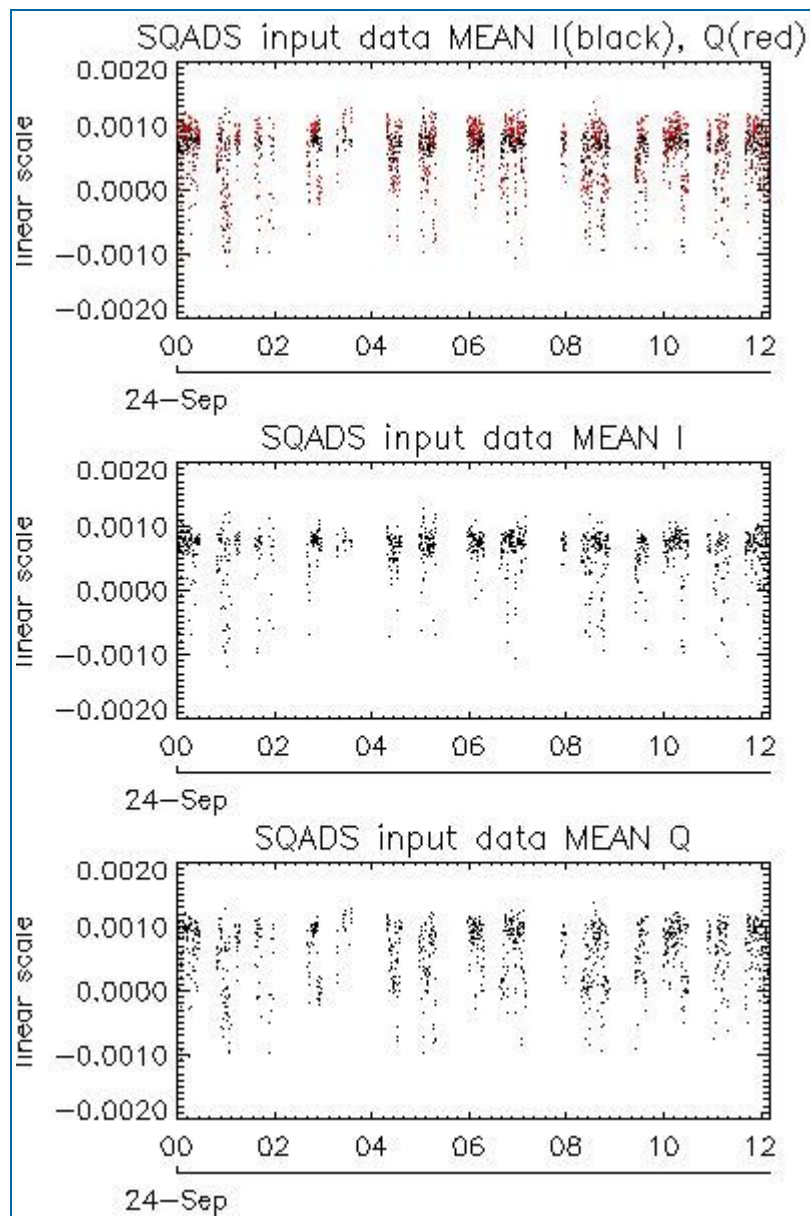 SQADS input data MEAN I(black), Q(red)
0.0020
0.0010
0.0000
−0.0010
−0.0020
linear scale
00 02 04 06 08 10 12
24−Sep
SQADS input data MEAN I
0.0020
0.0010
0.0000
−0.0010
−0.0020
linear scale
00 02 04 06 08 10 12
24−Sep
SQADS input data MEAN Q
0.0020
0.0010
0.0000
−0.0010
−0.0020
linear scale
00 02 04 06 08 10 12
24−Sep